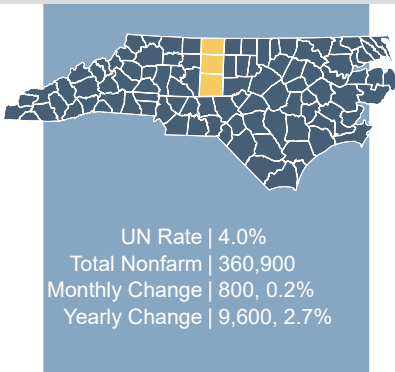 UN Rate | 4.0%
Total Nonfarm | 360,900
Monthly Change | 800, 0.2%
Yearly Change | 9,600, 2.7%